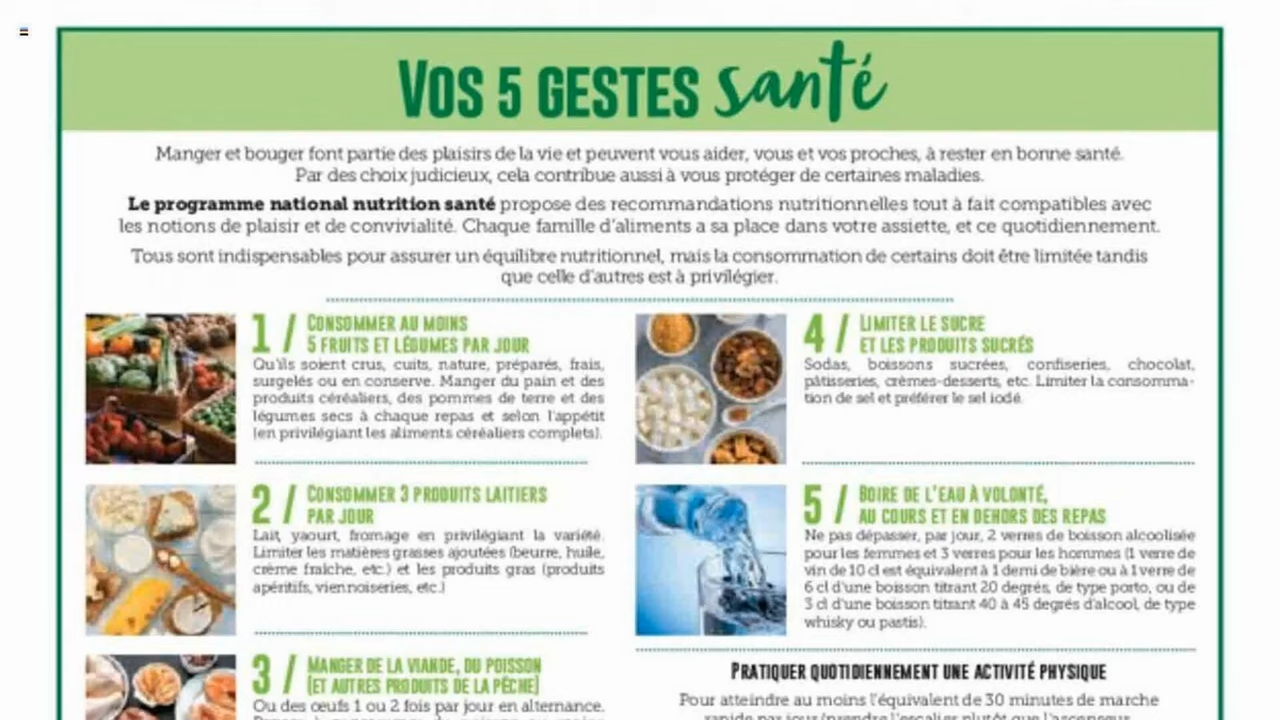 VOS 5 GESTES santé
Manger et bouger font partie des plaisirs de la vie et peuvent vous aider, vous et vos proches, à rester en bonne santé.
Par des choix judicieux, cela contribue aussi à vous protéger de certaines maladies.
Le programme national nutrition santé propose des recommandations nutritionnelles tout à fait compatibles avec
les notions de plaisir et de convivialité. Chaque famille d'aliments a sa place dans votre assiette, et ce quotidiennement.
Tous sont indispensables pour assurer un équilibre nutritionnel, mais la consommation de certains doit être limitée tandis
que celle d'autres est à privilégier.
1 / CONSOMMER AU MOINS
5 FRUITS ET LÉGUMES PAR JOUR
Qu'ils soient crus, cuits, nature, préparés, frais,
surgelés ou en conserve. Manger du pain et des
produits céréaliers, des pommes de terre et des
légumes secs à chaque repas et selon l'appétit
(en privilégiant les aliments céréaliers complets).
2 / CONSOMMER 3 PRODUITS LAITIERS
PAR JOUR
Lait, yaourt, fromage en privilégiant la variété.
Limiter les matières grasses ajoutées (beurre, huile,
crème fraîche, etc.) et les produits gras (produits
apéritifs, viennoiseries, etc.)
3 / MANGER DE LA VIANDE, DU POISSON
(ET AUTRES PRODUITS DE LA PÊCHE)
Ou des œufs 1 ou 2 fois par jour en alternance.
4 / LIMITER LE SUCRE
ET LES PRODUITS SUCRÉS
Sodas, boissons sucrées, confiseries, chocolat,
pâtisseries, crèmes-desserts, etc. Limiter la consomma-
tion de sel et préférer le sel iodé.
5 / BOIRE DE L'EAU À VOLONTÉ,
AU COURS ET EN DEHORS DES REPAS
Ne pas dépasser, par jour, 2 verres de boisson alcoolisée
pour les femmes et 3 verres pour les hommes (1 verre de
vin de 10 cl est équivalent à 1 demi de bière ou à 1 verre de
6 cl d'une boisson titrant 20 degrés, de type porto, ou de
3 cl d'une boisson titrant 40 à 45 degrés d'alcool, de type
whisky ou pastis).
PRATIQUER QUOTIDIENNEMENT UNE ACTIVITÉ PHYSIQUE
Pour atteindre au moins l'équivalent de 30 minutes de marche
rapide par jour (prendre l'escalier plutôt que l'ascenseur